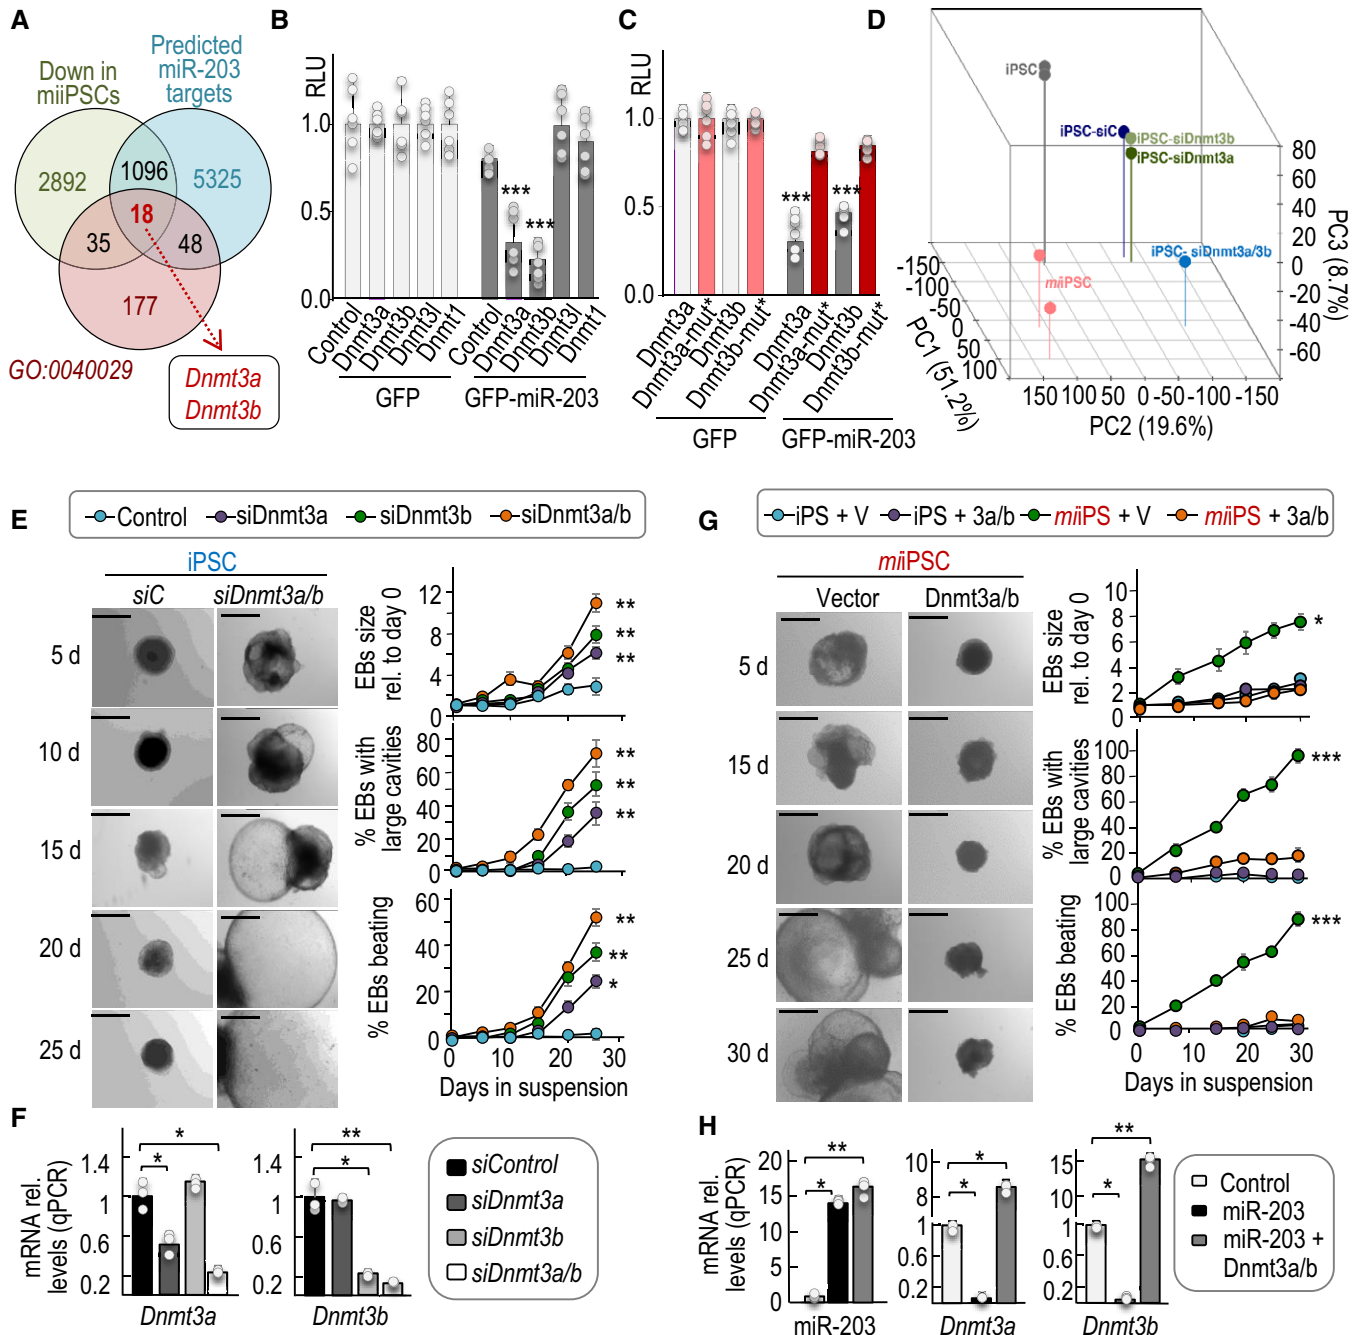 A
Down in
miiPSCs
Predicted
miR-203
targets
2892
1096
5325
18
35
48
177
GO:0040029
Dnmt3a
Dnmt3b
B
RLU
1.0
0.5
0.0
Control
Dnmt3a
Dnmt3b
Dnmt3l
Dnmt1
Control
Dnmt3a
Dnmt3b
Dnmt3l
Dnmt1
***
***
GFP
GFP-miR-203
C
RLU
1.0
0.5
0.0
***
***
Dnmt3a
Dnmt3a-mut*
Dnmt3b
Dnmt3b-mut*
Dnmt3a
Dnmt3a-mut*
Dnmt3b
Dnmt3b-mut*
GFP
GFP-miR-203
D
iPSC
iPSC-siC
iPSC-siDnmt3b
iPSC-siDnmt3a
iPSC- siDnmt3a/3b
miiPSC
80
60
40
20
0
-20
-40
-60
PC3 (8.7%)
-150
-100
-50
0
50
100
PC1 (51.2%)
150 100 50 0 -50 -100 -150
PC2 (19.6%)
E
Control siDnmt3a siDnmt3b siDnmt3a/b
iPSC
siC siDnmt3a/b
5 d
10 d
15 d
20 d
25 d
EBs size
rel. to day 0
12
8
4
0
**
**
**
% EBs with
large cavities
80
60
40
20
0
**
**
**
% EBs beating
60
40
20
0
**
**
*
0 10 20 30
Days in suspension
F
mRNA rel.
levels (qPCR)
1.4
1
0.6
0.2
*
*
Dnmt3a
1.4
1
0.6
0.2
**
*
Dnmt3b
siControl
siDnmt3a
siDnmt3b
siDnmt3a/b
G
iPS + V iPS + 3a/b miiPS + V miiPS + 3a/b
miiPSC
Vector Dnmt3a/b
5 d
15 d
20 d
25 d
30 d
EBs size
rel. to day 0
10
8
6
4
2
0
*
% EBs with
large cavities
100
80
60
40
20
0
***
% EBs beating
100
80
60
40
20
0
***
0 10 20 30
Days in suspension
H
mRNA rel.
levels (qPCR)
20
15
10
5
0
**
*
miR-203
10
8
1
0.6
0.2
*
*
Dnmt3a
15
10
1
0.6
0.2
**
*
Dnmt3b
Control
miR-203
miR-203 +
Dnmt3a/b